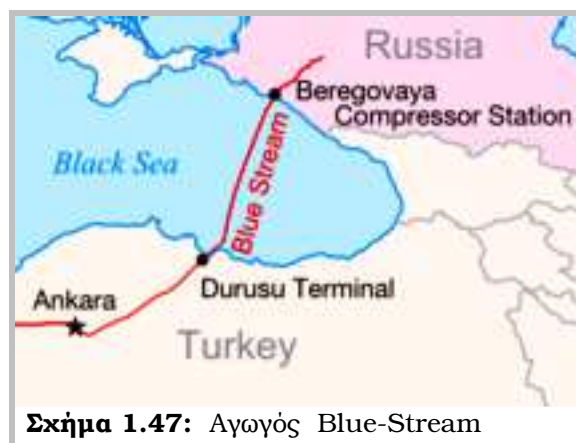 Russia
Beregovaya
Compressor Station
Black Sea
Blue Stream
Durusu Terminal
Ankara
Turkey
Σχήμα 1.47: Αγωγός Blue-Stream